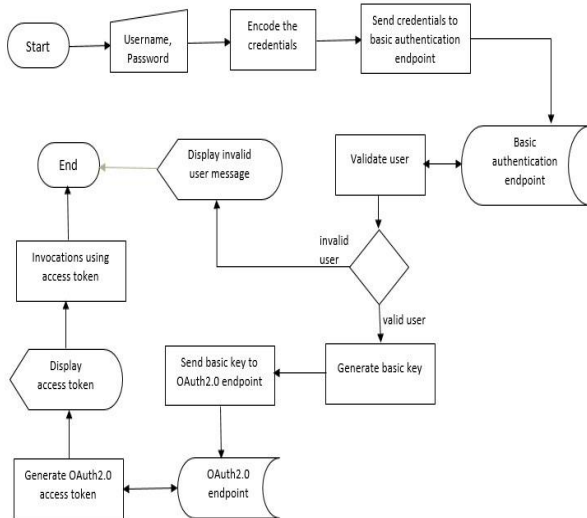 Start
Username,
Password
Encode the
credentials
Send credentials to
basic authentication
endpoint
End
Display invalid
user message
Validate user
Basic
authentication
endpoint
invalid
user
Invocations using
access token
valid user
Display
access token
Send basic key to
OAuth2.0 endpoint
Generate basic key
Generate OAuth2.0
access token
OAuth2.0
endpoint